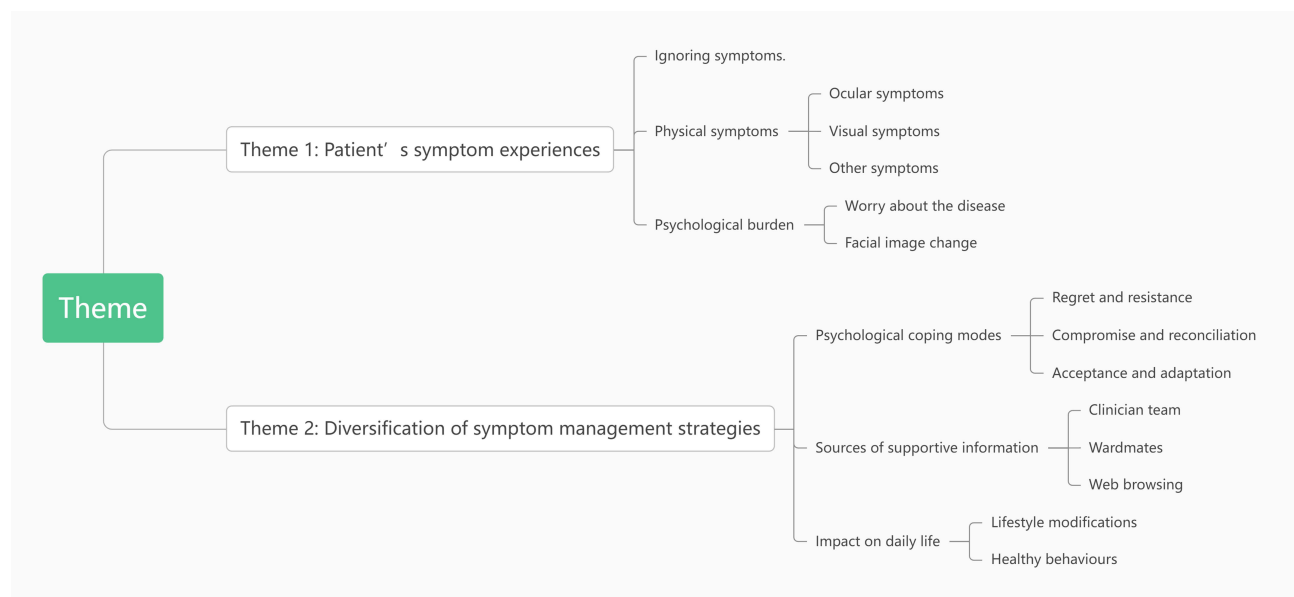 Theme
Theme 1: Patient’s symptom experiences
Ignoring symptoms.
Physical symptoms
Ocular symptoms
Visual symptoms
Other symptoms
Psychological burden
Worry about the disease
Facial image change
Theme 2: Diversification of symptom management strategies
Psychological coping modes
Regret and resistance
Compromise and reconciliation
Acceptance and adaptation
Sources of supportive information
Clinician team
Wardmates
Web browsing
Impact on daily life
Lifestyle modifications
Healthy behaviours